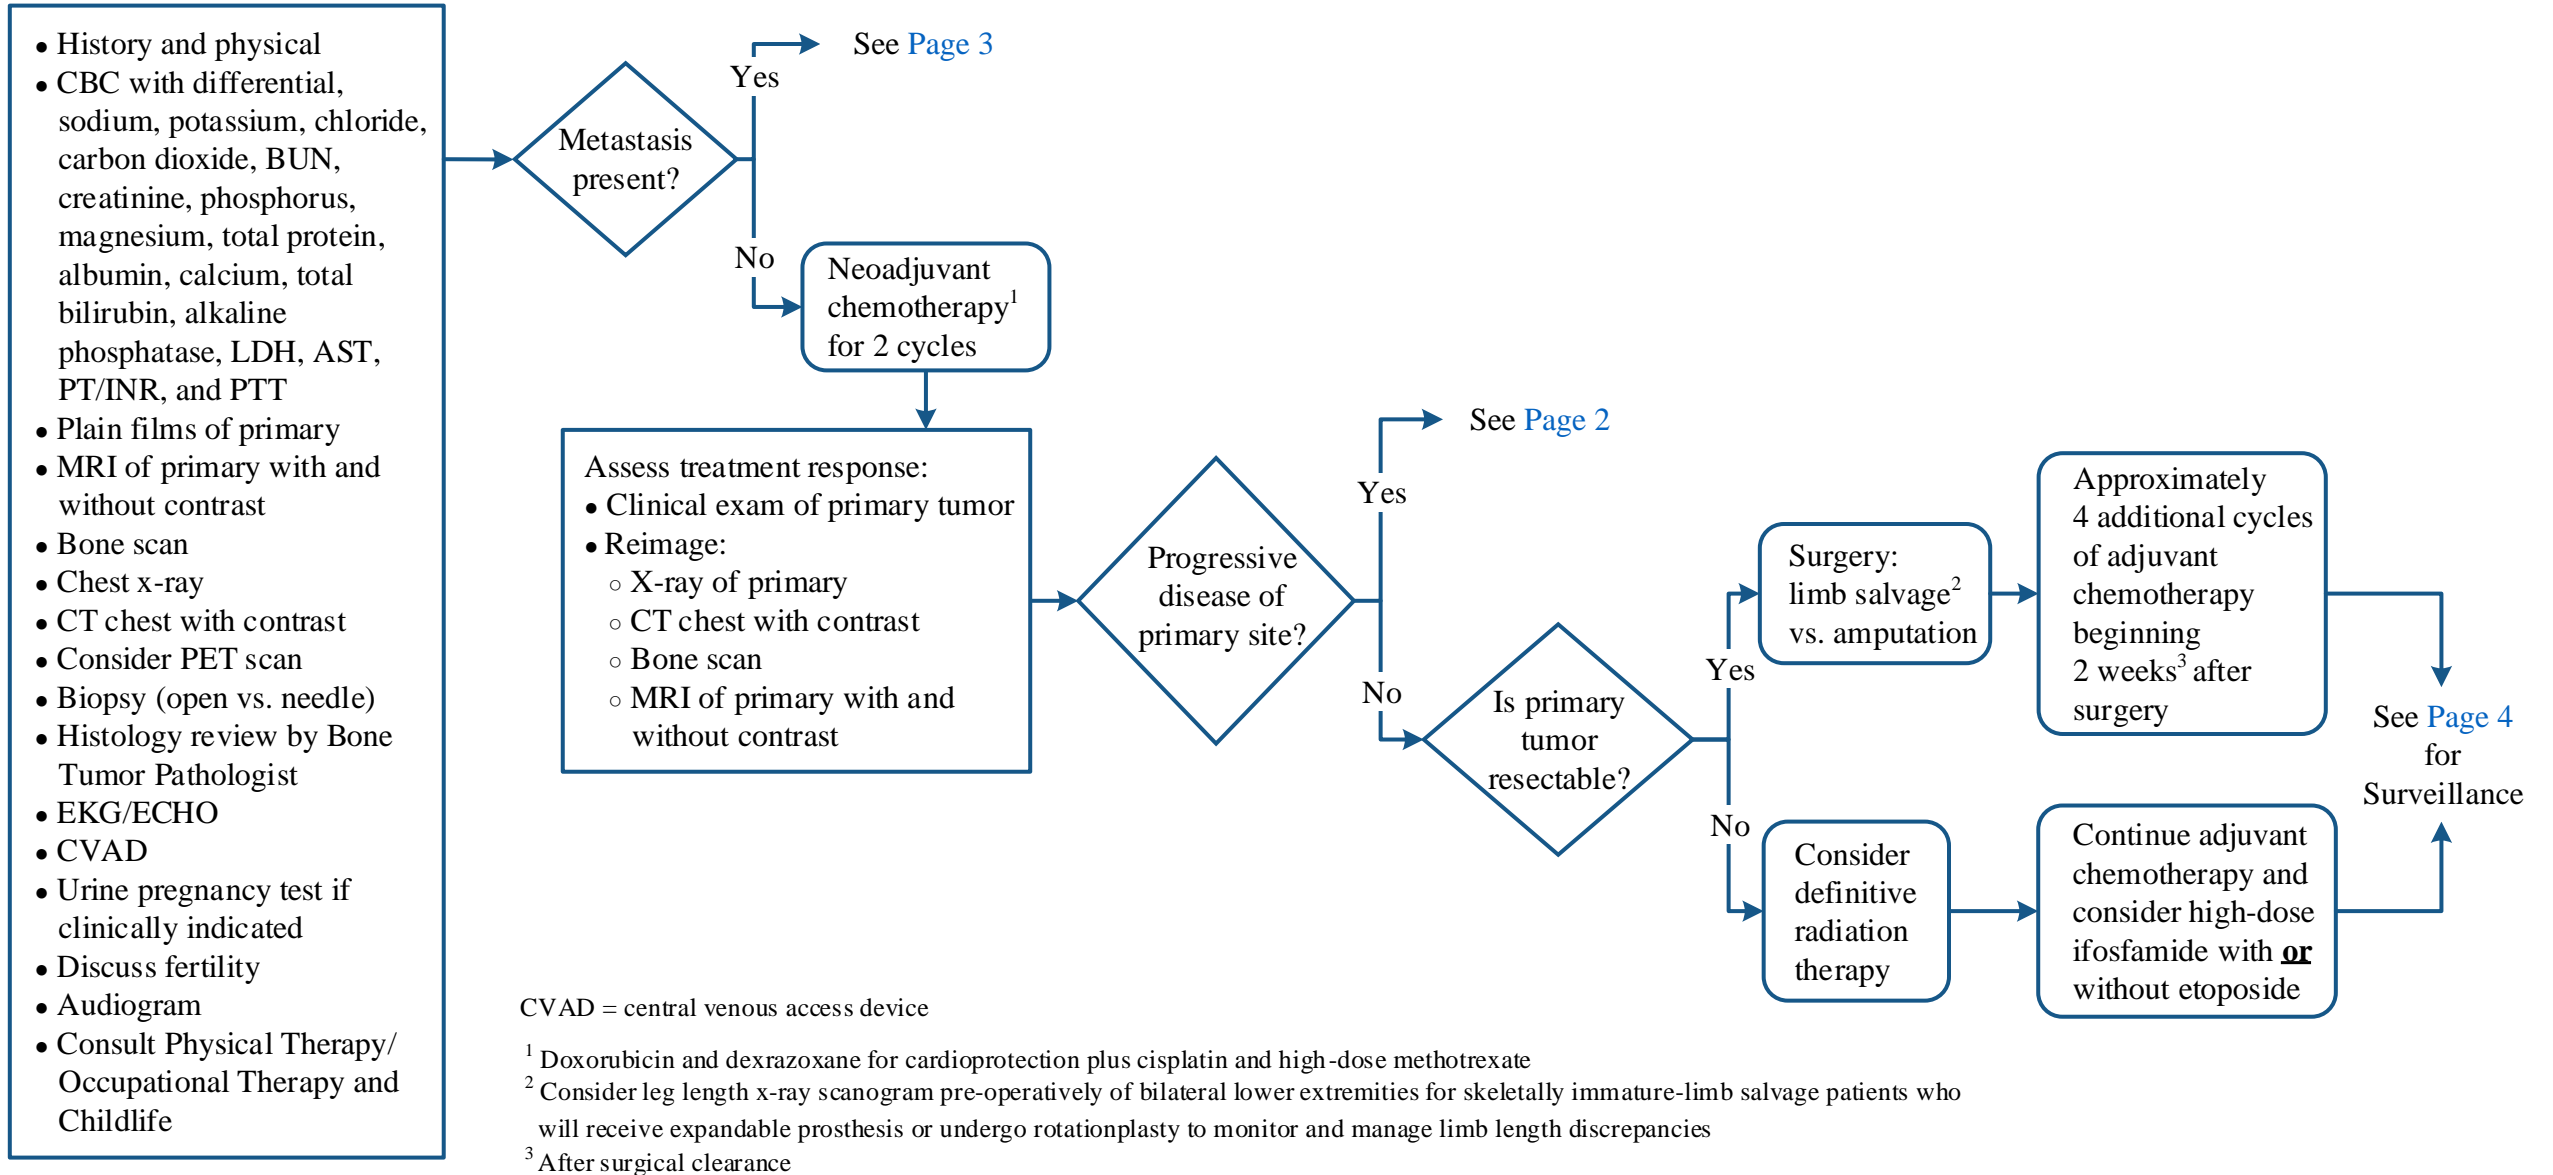 • History and physical
• CBC with differential,
sodium, potassium, chloride,
carbon dioxide, BUN,
creatinine, phosphorus,
magnesium, total protein,
albumin, calcium, total
bilirubin, alkaline
phosphatase, LDH, AST,
PT/INR, and PTT
• Plain films of primary
• MRI of primary with and
without contrast
• Bone scan
• Chest x-ray
• CT chest with contrast
• Consider PET scan
• Biopsy (open vs. needle)
• Histology review by Bone
Tumor Pathologist
• EKG/ECHO
• CVAD
• Urine pregnancy test if
clinically indicated
• Discuss fertility
• Audiogram
• Consult Physical Therapy/
Occupational Therapy and
Childlife
Metastasis
present?
Yes
See Page 3
No
Neoadjuvant
chemotherapy¹
for 2 cycles
Assess treatment response:
• Clinical exam of primary tumor
• Reimage:
○ X-ray of primary
○ CT chest with contrast
○ Bone scan
○ MRI of primary with and
without contrast
Progressive
disease of
primary site?
Yes
See Page 2
No
Is primary
tumor
resectable?
Yes
Surgery:
limb salvage²
vs. amputation
Approximately
4 additional cycles
of adjuvant
chemotherapy
beginning
2 weeks³ after
surgery
No
Consider
definitive
radiation
therapy
Continue adjuvant
chemotherapy and
consider high-dose
ifosfamide with or
without etoposide
See Page 4
for
Surveillance
CVAD = central venous access device
¹ Doxorubicin and dexrazoxane for cardioprotection plus cisplatin and high-dose methotrexate
² Consider leg length x-ray scanogram pre-operatively of bilateral lower extremities for skeletally immature-limb salvage patients who
will receive expandable prosthesis or undergo rotationplasty to monitor and manage limb length discrepancies
³ After surgical clearance